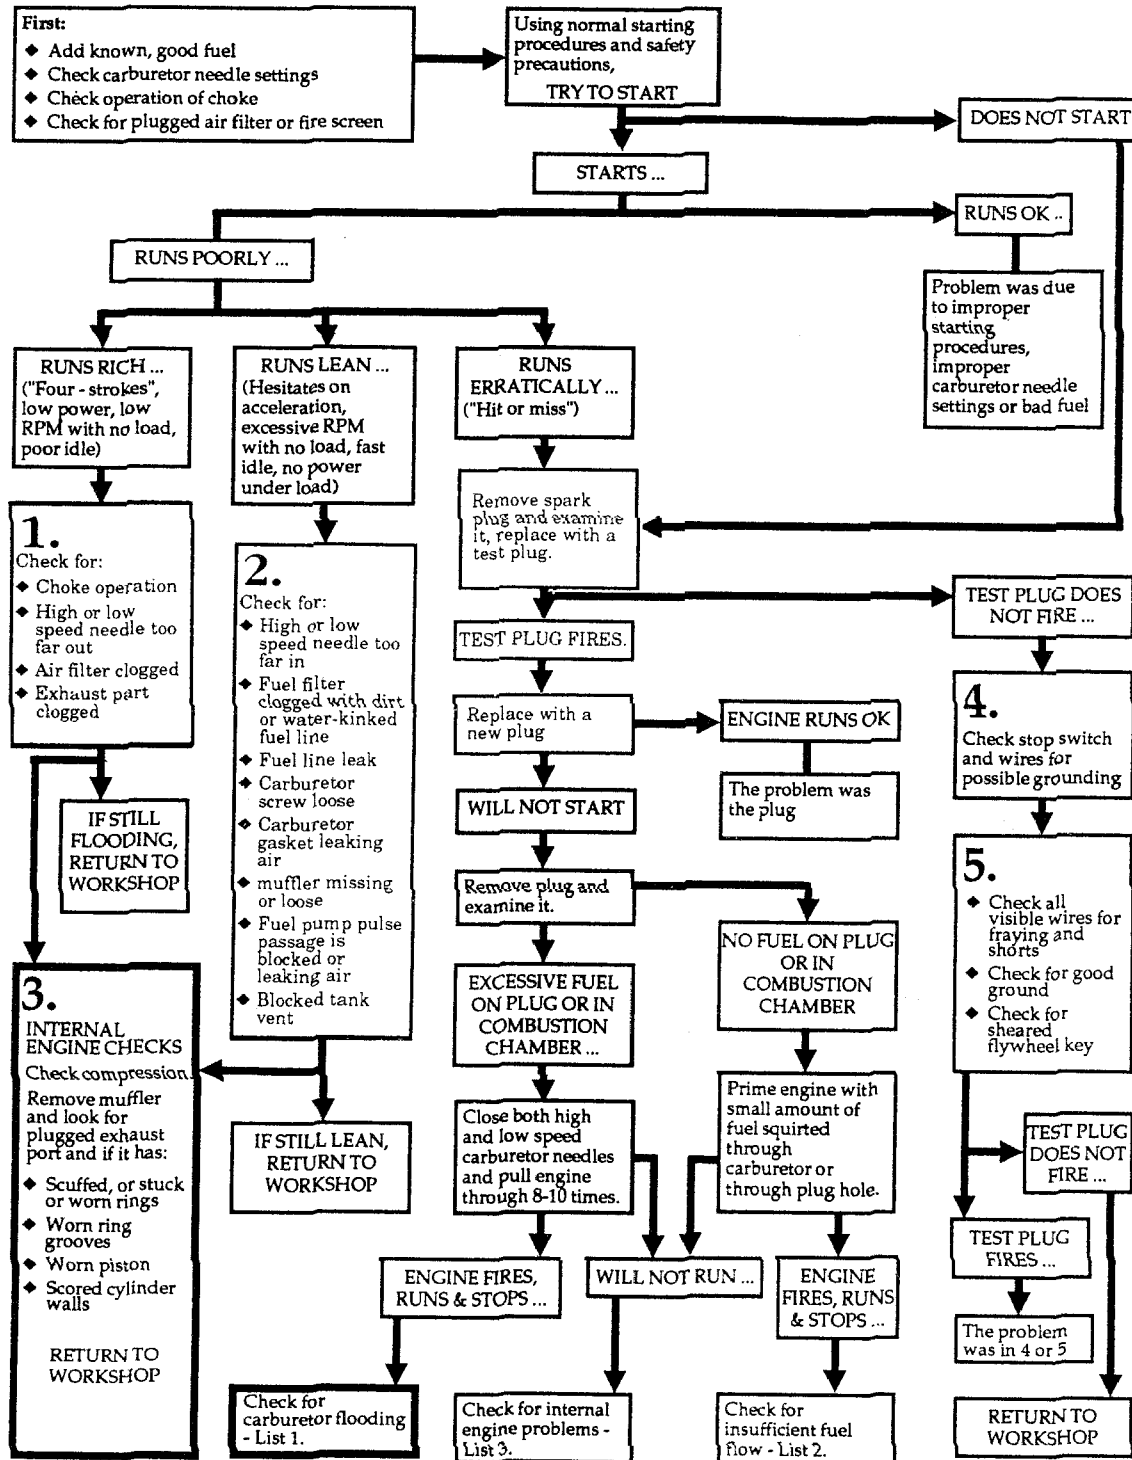 First:
◆ Add known, good fuel
◆ Check carburetor needle settings
◆ Check operation of choke
◆ Check for plugged air filter or fire screen
Using normal starting
procedures and safety
precautions,
TRY TO START
DOES NOT START
STARTS ...
RUNS OK ..
RUNS POORLY ...
Problem was due
to improper
starting
procedures,
improper
carburetor needle
settings or bad fuel
RUNS RICH ...
("Four - strokes",
low power, low
RPM with no load,
poor idle)
RUNS LEAN ...
(Hesitates on
acceleration,
excessive RPM
with no load, fast
idle, no power
under load)
RUNS
ERRATICALLY ...
("Hit or miss")
Remove spark
plug and examine
it, replace with a
test plug.
1.
Check for:
◆ Choke operation
◆ High or low
speed needle too
far out
◆ Air filter clogged
◆ Exhaust part
clogged
2.
Check for:
◆ High or low
speed needle too
far in
◆ Fuel filter
clogged with dirt
or water-kinked
fuel line
◆ Fuel line leak
◆ Carburetor
screw loose
◆ Carburetor
gasket leaking
air
◆ muffler missing
or loose
◆ Fuel pump pulse
passage is
blocked or
leaking air
◆ Blocked tank
vent
TEST PLUG FIRES.
TEST PLUG DOES
NOT FIRE ...
Replace with a
new plug
ENGINE RUNS OK
The problem was
the plug
4.
Check stop switch
and wires for
possible grounding
WILL NOT START
IF STILL
FLOODING,
RETURN TO
WORKSHOP
Remove plug and
examine it.
5.
◆ Check all
visible wires for
fraying and
shorts
◆ Check for good
ground
◆ Check for
sheared
flywheel key
NO FUEL ON PLUG
OR IN
COMBUSTION
CHAMBER
EXCESSIVE FUEL
ON PLUG OR IN
COMBUSTION
CHAMBER ...
3.
INTERNAL
ENGINE CHECKS
Check compression.
Remove muffler
and look for
plugged exhaust
port and if it has:
◆ Scuffed, or stuck
or worn rings
◆ Worn ring
grooves
◆ Worn piston
◆ Scored cylinder
walls
RETURN TO
WORKSHOP
IF STILL LEAN,
RETURN TO
WORKSHOP
Close both high
and low speed
carburetor needles
and pull engine
through 8-10 times.
Prime engine with
small amount of
fuel squirted
through
carburetor or
through plug hole.
TEST PLUG
DOES NOT
FIRE ...
TEST PLUG
FIRES ...
ENGINE FIRES,
RUNS & STOPS ...
WILL NOT RUN ...
ENGINE
FIRES, RUNS
& STOPS ...
The problem
was in 4 or 5
Check for
carburetor flooding
- List 1.
Check for internal
engine problems -
List 3.
Check for
insufficient fuel
flow - List 2.
RETURN TO
WORKSHOP